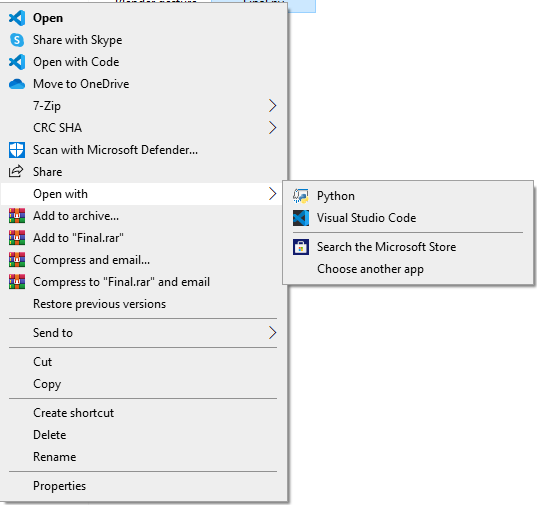 Open
Share with Skype
Open with Code
Move to OneDrive
7-Zip
CRC SHA
Scan with Microsoft Defender...
Share
Open with
Add to archive...
Add to "Final.rar"
Compress and email...
Compress to "Final.rar" and email
Restore previous versions
Send to
Cut
Copy
Create shortcut
Delete
Rename
Properties
Python
Visual Studio Code
Search the Microsoft Store
Choose another app